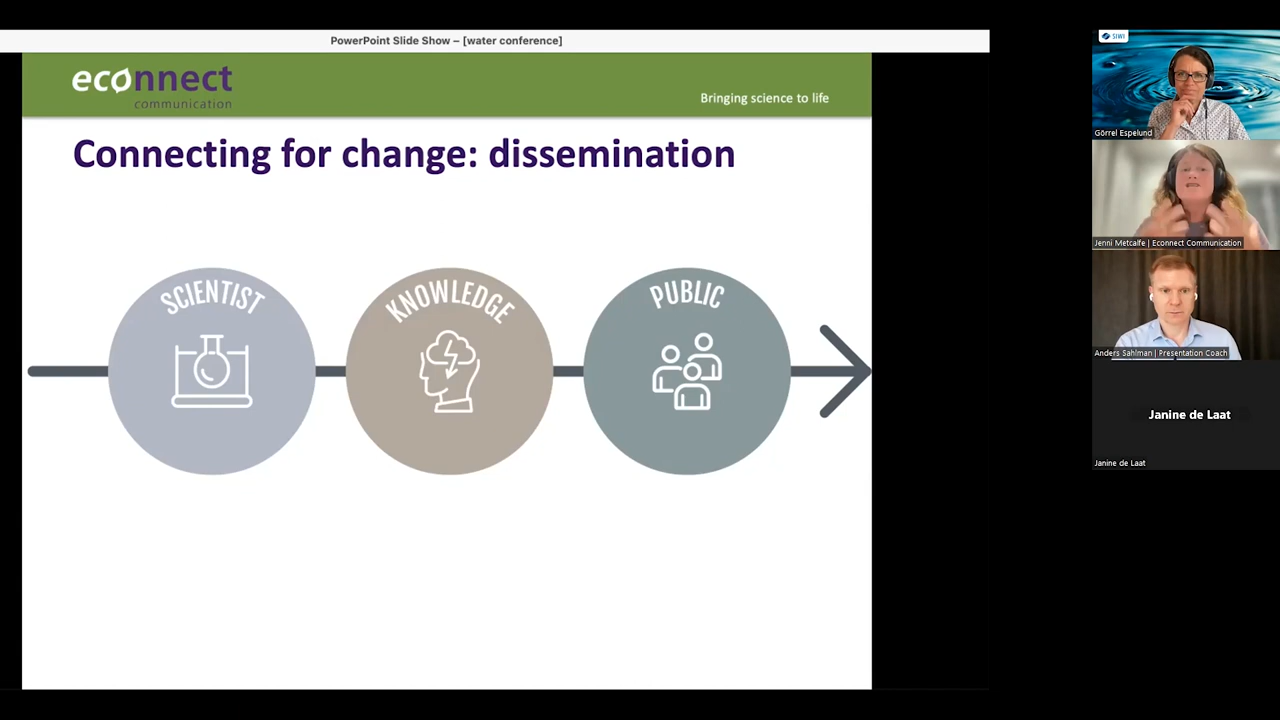 PowerPoint Slide Show – [water conference]
econnect
communication
Bringing science to life
Connecting for change: dissemination
SCIENTIST
KNOWLEDGE
PUBLIC
SIWI
Görrel Espelund
Jenni Metcalfe | Econnect Communication
Anders Sahlman | Presentation Coach
Janine de Laat
Janine de Laat